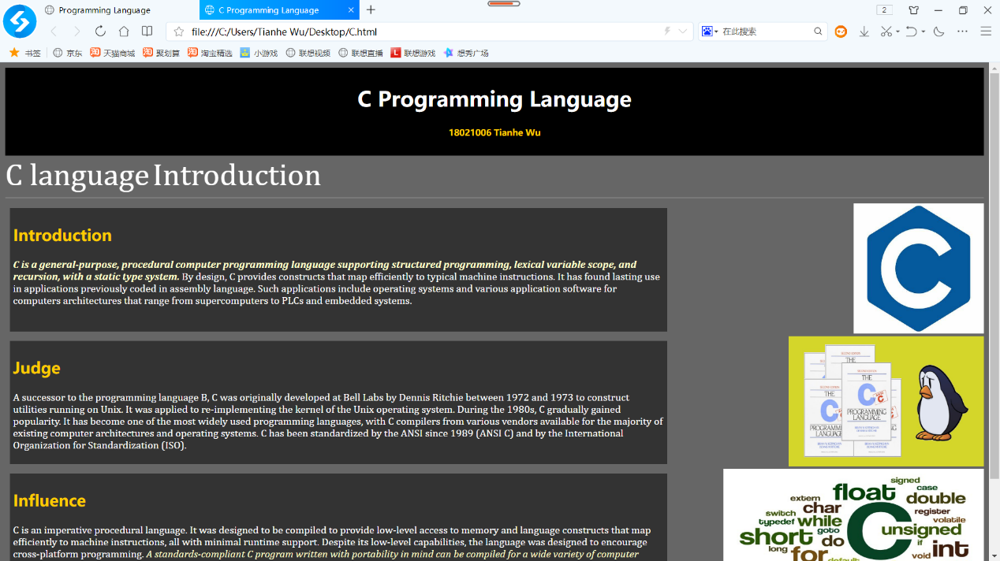 Programming Language
C Programming Language
2
file:///C:/Users/Tianhe Wu/Desktop/C.html
在此搜索
书签
京东
天猫商城
聚划算
淘宝精选
小游戏
联想视频
联想直播
联想游戏
想秀广场
C Programming Language
18021006 Tianhe Wu
C language Introduction
Introduction
C is a general-purpose, procedural computer programming language supporting structured programming, lexical variable scope, and
recursion, with a static type system. By design, C provides constructs that map efficiently to typical machine instructions. It has found lasting use
in applications previously coded in assembly language. Such applications include operating systems and various application software for
computers architectures that range from supercomputers to PLCs and embedded systems.
C
Judge
A successor to the programming language B, C was originally developed at Bell Labs by Dennis Ritchie between 1972 and 1973 to construct
utilities running on Unix. It was applied to re-implementing the kernel of the Unix operating system. During the 1980s, C gradually gained
popularity. It has become one of the most widely used programming languages, with C compilers from various vendors available for the majority of
existing computer architectures and operating systems. C has been standardized by the ANSI since 1989 (ANSI C) and by the International
Organization for Standardization (ISO).
THE
C
PROGRAMMING
LANGUAGE
Influence
C is an imperative procedural language. It was designed to be compiled to provide low-level access to memory and language constructs that map
efficiently to machine instructions, all with minimal runtime support. Despite its low-level capabilities, the language was designed to encourage
cross-platform programming. A standards-compliant C program written with portability in mind can be compiled for a wide variety of computer
signed
float
case
extern
double
switch
char
register
typedef
while
goto
C
volatile
unsigned
short
do
if
long
for
default
void
int